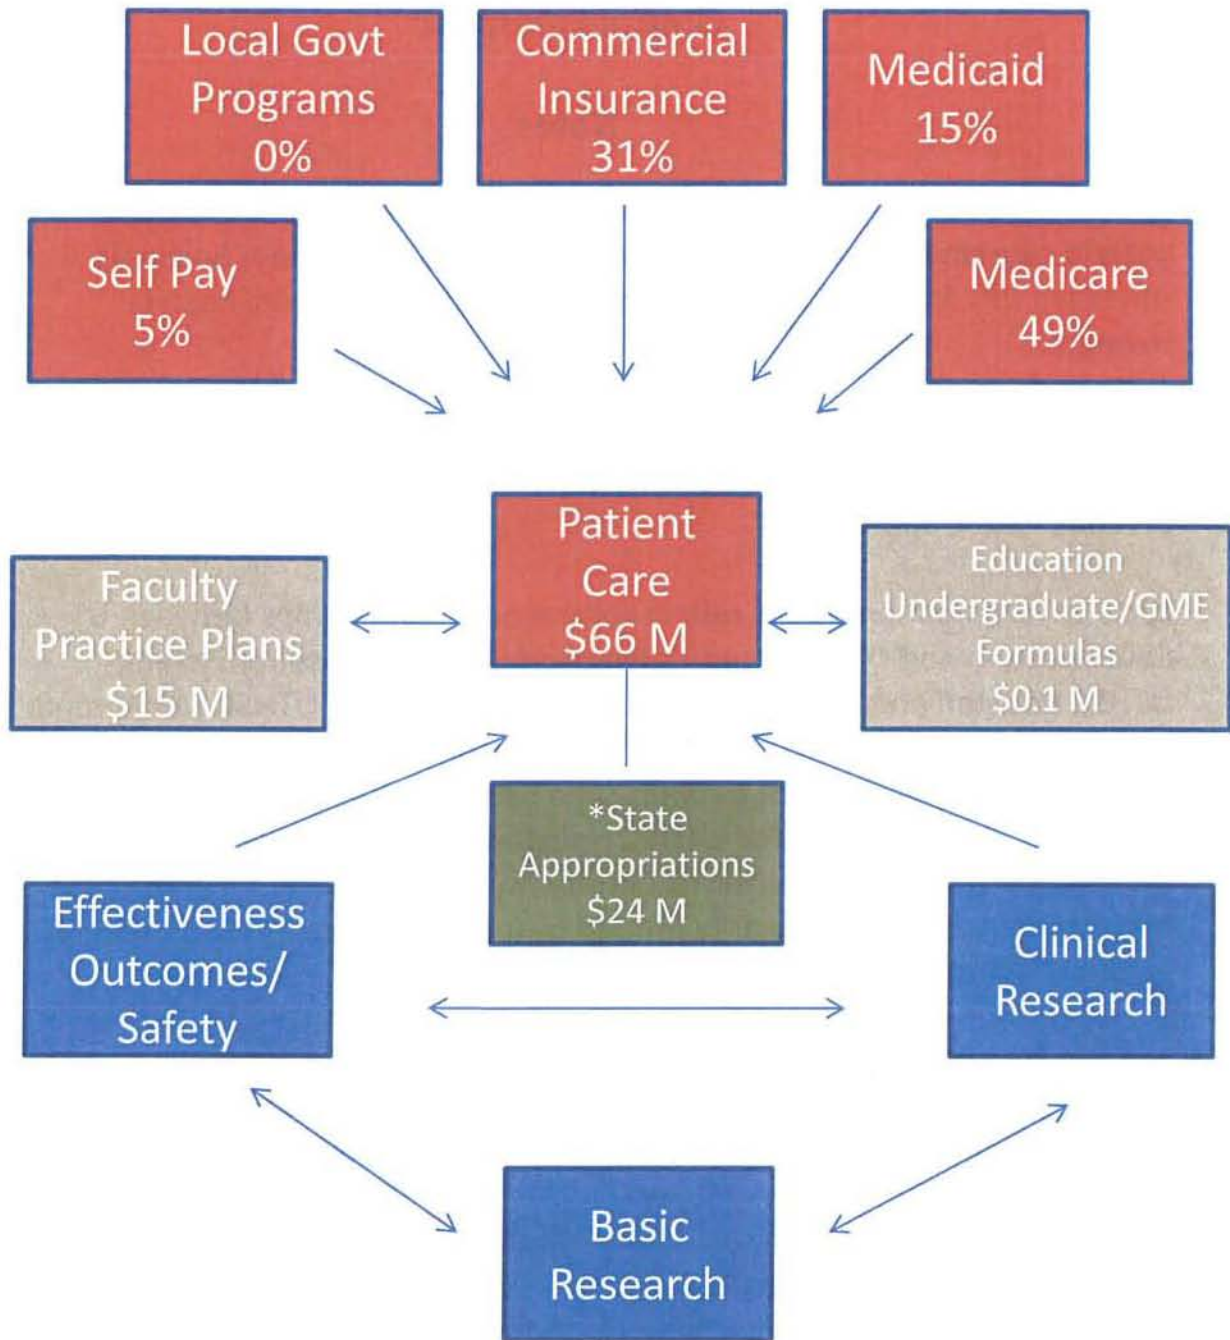 Local Govt
Programs
0%
Commercial
Insurance
31%
Medicaid
15%
Self Pay
5%
Medicare
49%
Patient
Care
$66 M
Faculty
Practice Plans
$15 M
Education
Undergraduate/GME
Formulas
$0.1 M
*State
Appropriations
$24 M
Effectiveness
Outcomes/
Safety
Clinical
Research
Basic
Research